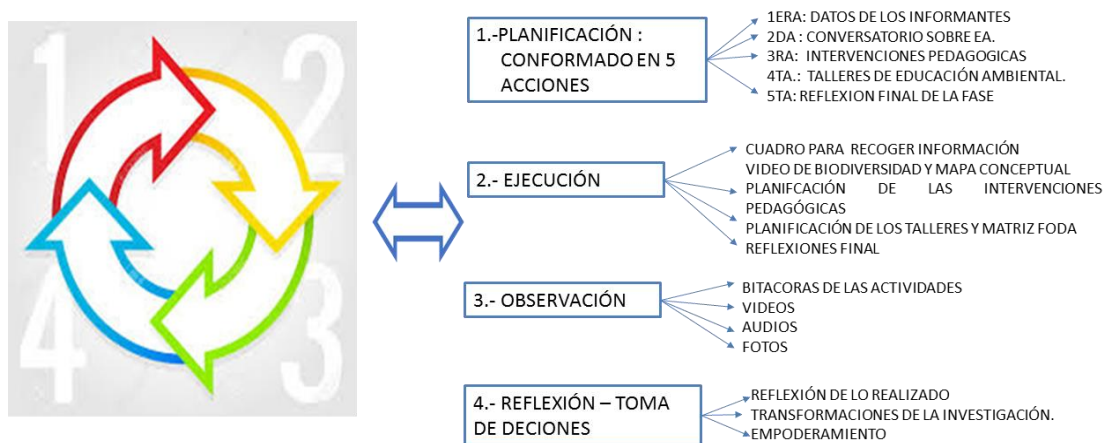 1
2
3
4
1.-PLANIFICACIÓN :
CONFORMADO EN 5
ACCIONES
1ERA: DATOS DE LOS INFORMANTES
2DA : CONVERSATORIO SOBRE EA.
3RA: INTERVENCIONES PEDAGOGICAS
4TA.: TALLERES DE EDUCACIÓN AMBIENTAL.
5TA: REFLEXION FINAL DE LA FASE
2.- EJECUCIÓN
CUADRO PARA RECOGER INFORMACIÓN
VIDEO DE BIODIVERSIDAD Y MAPA CONCEPTUAL
PLANIFCACIÓN DE LAS INTERVENCIONES
PEDAGÓGICAS
PLANIFICACIÓN DE LOS TALLERES Y MATRIZ FODA
REFLEXIONES FINAL
3.- OBSERVACIÓN
BITACORAS DE LAS ACTIVIDADES
VIDEOS
AUDIOS
FOTOS
4.- REFLEXIÓN – TOMA
DE DECIONES
REFLEXIÓN DE LO REALIZADO
TRANSFORMACIONES DE LA INVESTIGACIÓN.
EMPODERAMIENTO